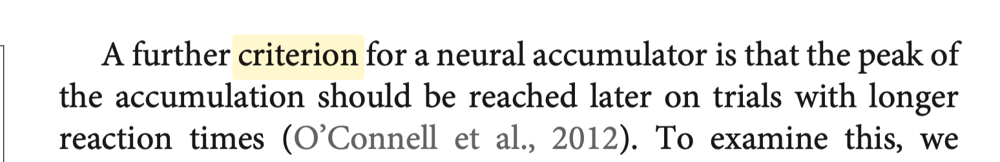 A further criterion for a neural accumulator is that the peak of
the accumulation should be reached later on trials with longer
reaction times (O’Connell et al., 2012). To examine this, we